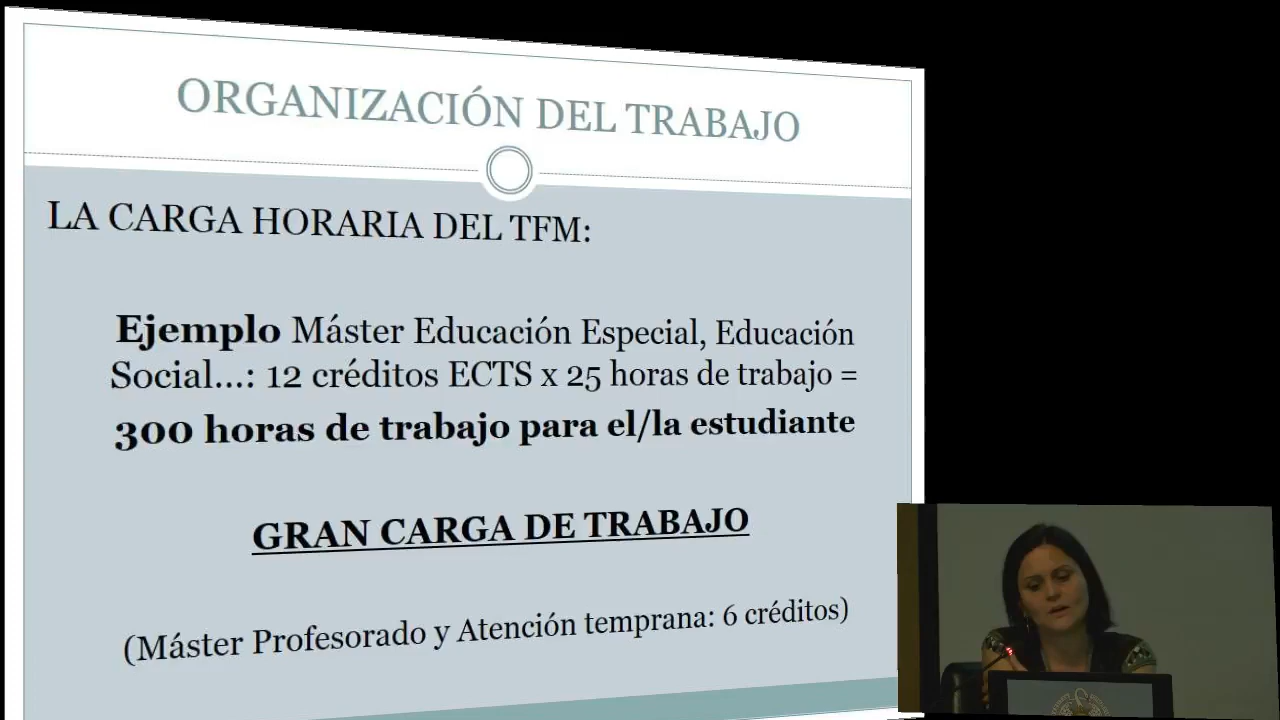 ORGANIZACIÓN DEL TRABAJO
LA CARGA HORARIA DEL TFM:
Ejemplo Máster Educación Especial, Educación
Social...: 12 créditos ECTS x 25 horas de trabajo =
300 horas de trabajo para el/la estudiante
GRAN CARGA DE TRABAJO
(Máster Profesorado y Atención temprana: 6 créditos)